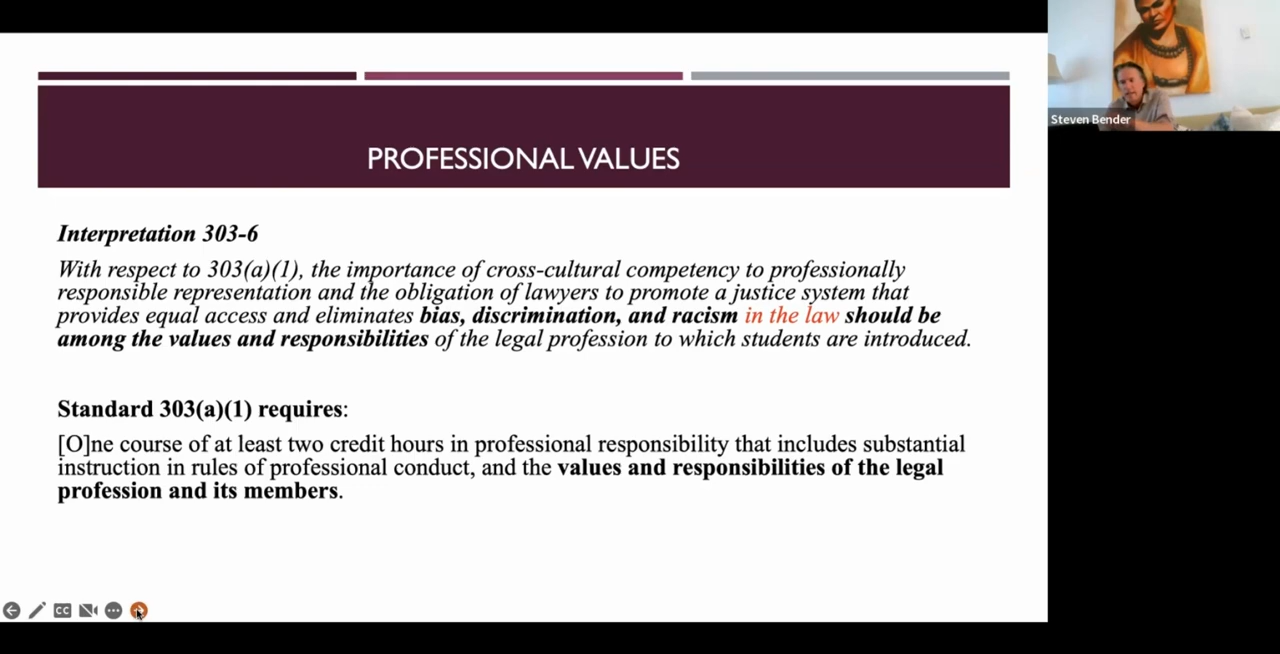 PROFESSIONAL VALUES
Steven Bender
Interpretation 303-6
With respect to 303(a)(1), the importance of cross-cultural competency to professionally
responsible representation and the obligation of lawyers to promote a justice system that
provides equal access and eliminates bias, discrimination, and racism in the law should be
among the values and responsibilities of the legal profession to which students are introduced.
Standard 303(a)(1) requires:
[O]ne course of at least two credit hours in professional responsibility that includes substantial
instruction in rules of professional conduct, and the values and responsibilities of the legal
profession and its members.
CC